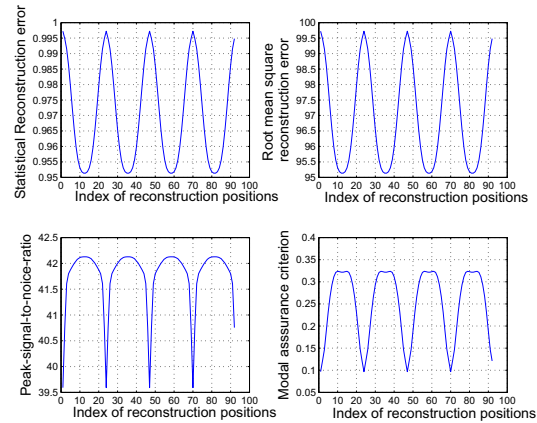 Statistical Reconstruction error
1
0.995
0.99
0.985
0.98
0.975
0.97
0.965
0.96
0.955
0.95
0 10 20 30 40 50 60 70 80 90 100
Index of reconstruction positions
Root mean square
reconstruction error
100
99.5
99
98.5
98
97.5
97
96.5
96
95.5
95
0 10 20 30 40 50 60 70 80 90 100
Index of reconstruction positions
Peak-signal-to-noice-ratio
42.5
42
41.5
41
40.5
40
39.5
0 10 20 30 40 50 60 70 80 90 100
Index of reconstruction positions
Modal asssurance criterion
0.4
0.35
0.3
0.25
0.2
0.15
0.1
0.05
0 10 20 30 40 50 60 70 80 90 100
Index of reconstruction positions